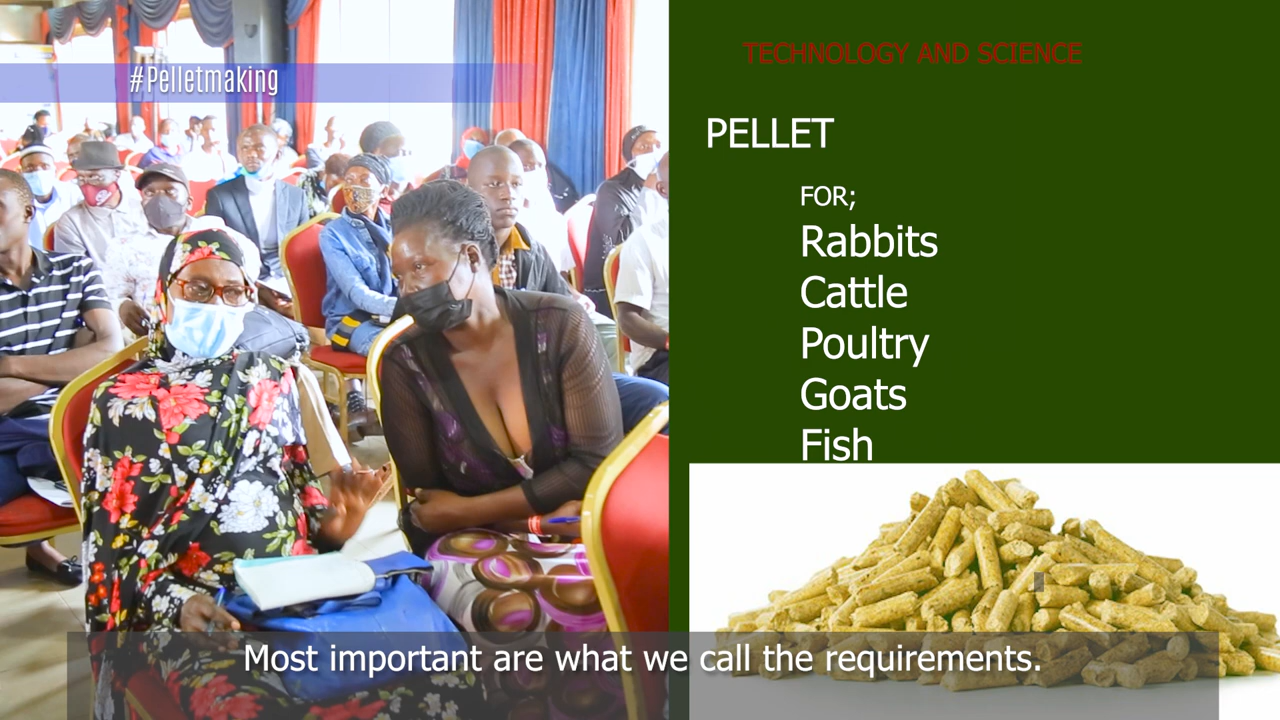 #Pelletmaking
TECHNOLOGY AND SCIENCE
PELLET
FOR;
Rabbits
Cattle
Poultry
Goats
Fish
Most important are what we call the requirements.